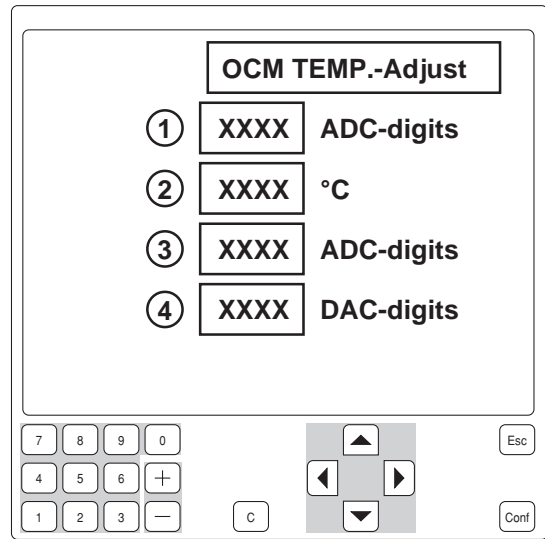 OCM TEMP.-Adjust
1 XXXX ADC-digits
2 XXXX °C
3 XXXX ADC-digits
4 XXXX DAC-digits
7 8 9 0 Esc
4 5 6 +
1 2 3 — C Conf